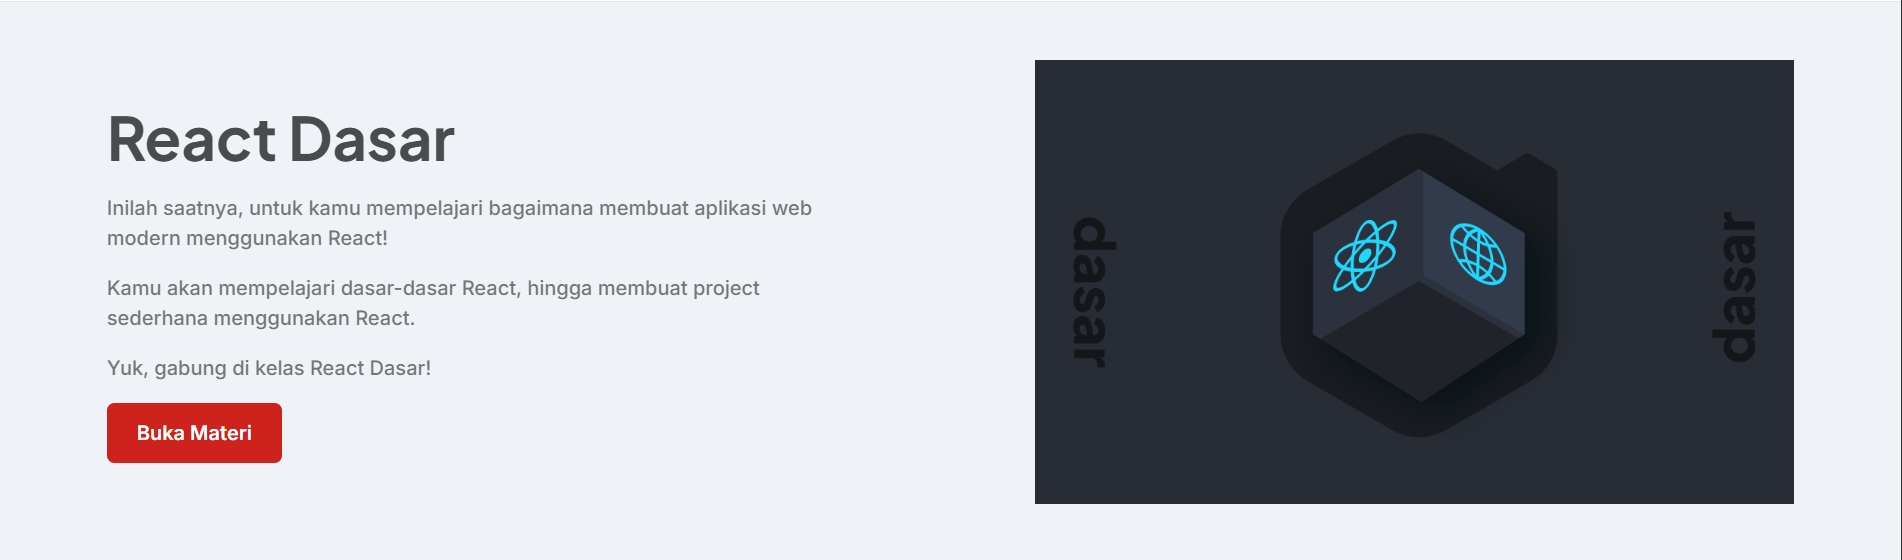 React Dasar
Inilah saatnya, untuk kamu mempelajari bagaimana membuat aplikasi web
modern menggunakan React!
Kamu akan mempelajari dasar-dasar React, hingga membuat project
sederhana menggunakan React.
Yuk, gabung di kelas React Dasar!
Buka Materi
dasar
dasar